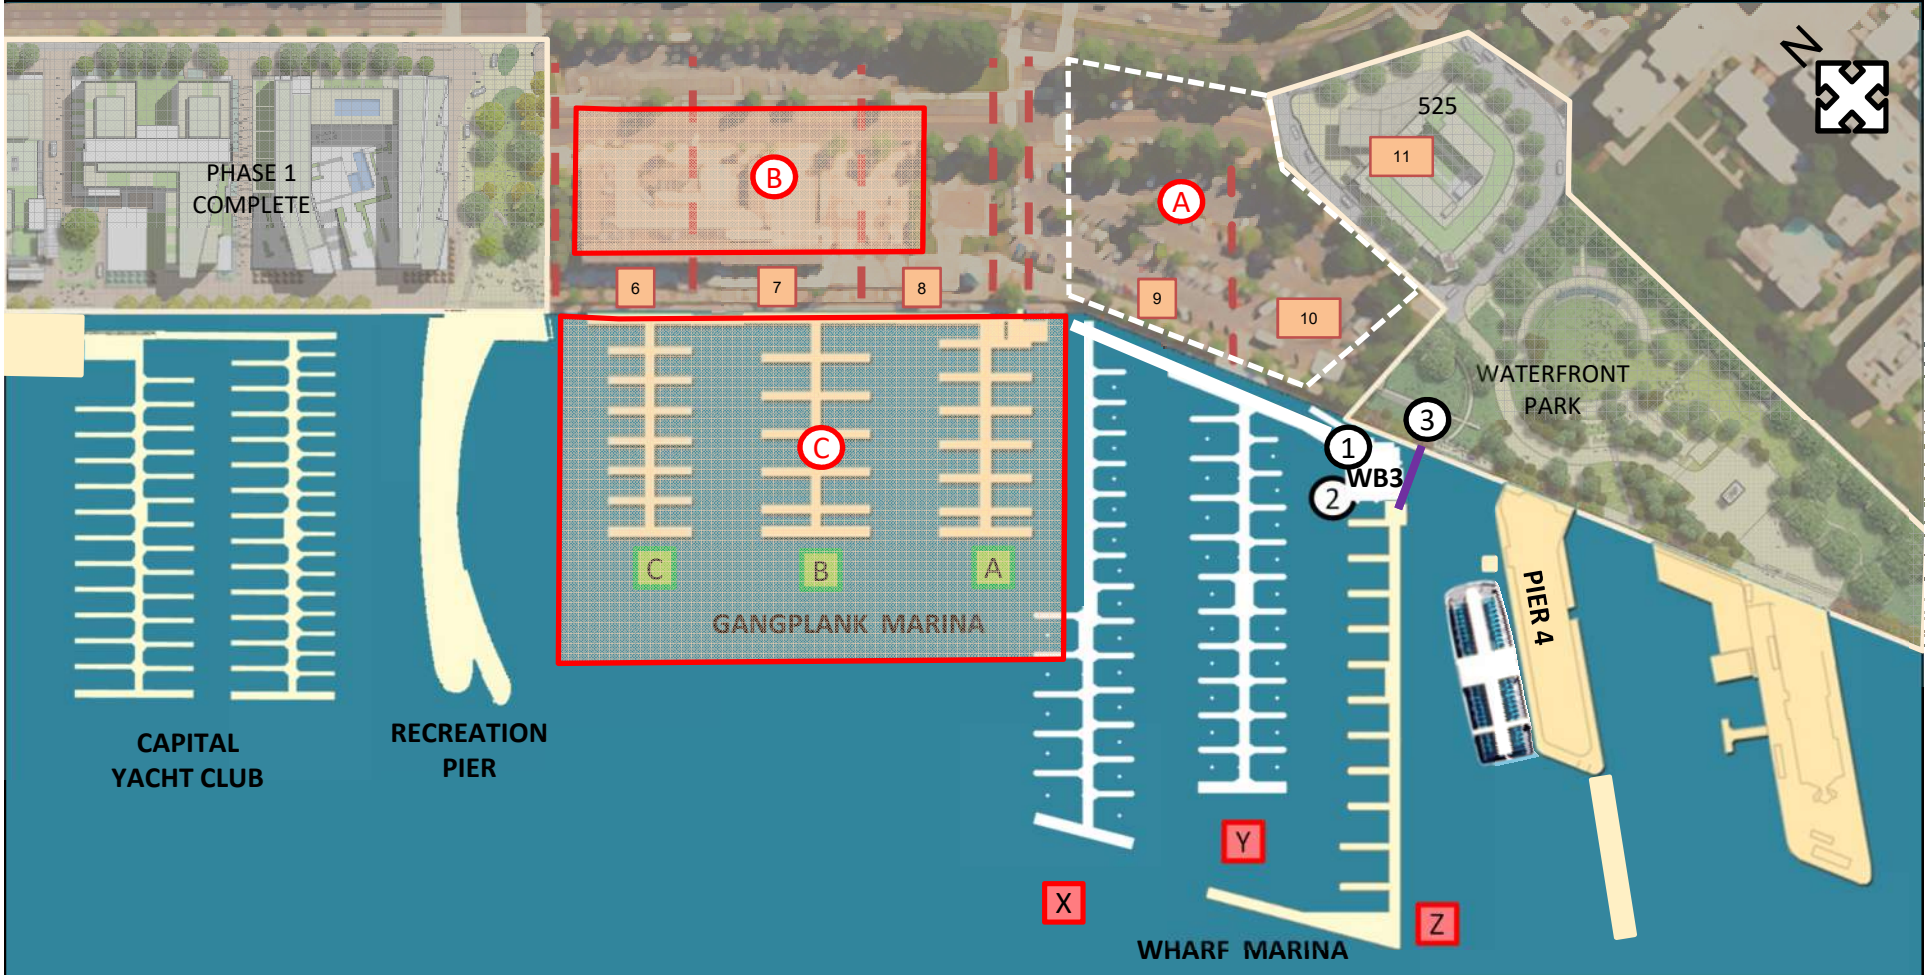 N
525
11
PHASE 1
COMPLETE
B
A
6
7
8
9
10
WATERFRONT
PARK
3
1
WB3
2
C
C
B
A
GANGPLANK MARINA
PIER 4
RECREATION
PIER
CAPITAL
YACHT CLUB
Y
X
Z
WHARF MARINA